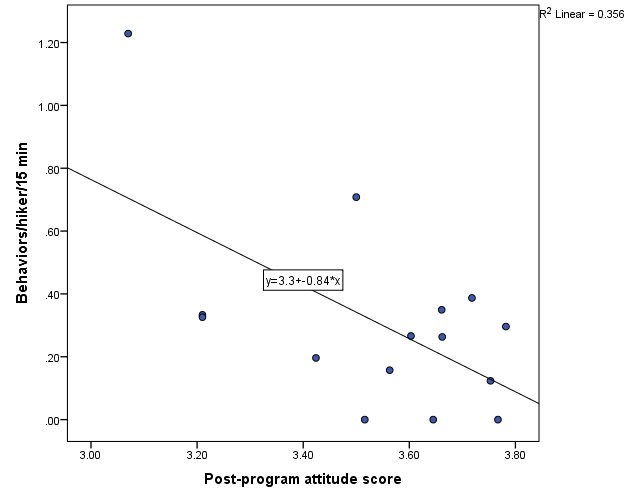 R2 Linear = 0.356
Behaviors/hiker/15 min
1.20
1.00
.80
.60
.40
.20
.00
y=3.3+-0.84*x
3.00 3.20 3.40 3.60 3.80
Post-program attitude score